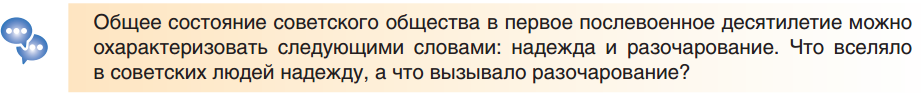 Общее состояние советского общества в первое послевоенное десятилетие можно
охарактеризовать следующими словами: надежда и разочарование. Что вселяло
в советских людей надежду, а что вызывало разочарование?